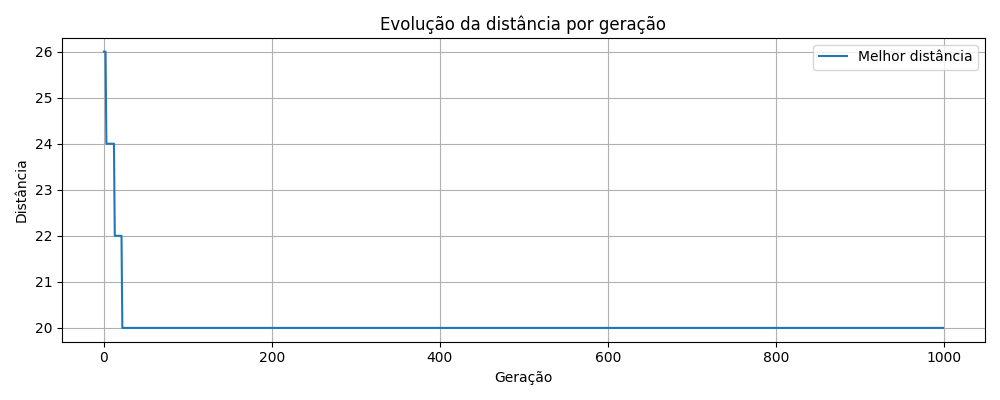 Evolução da distância por geração
Melhor distância
26
25
24
23
22
21
20
Distância
0 200 400 600 800 1000
Geração